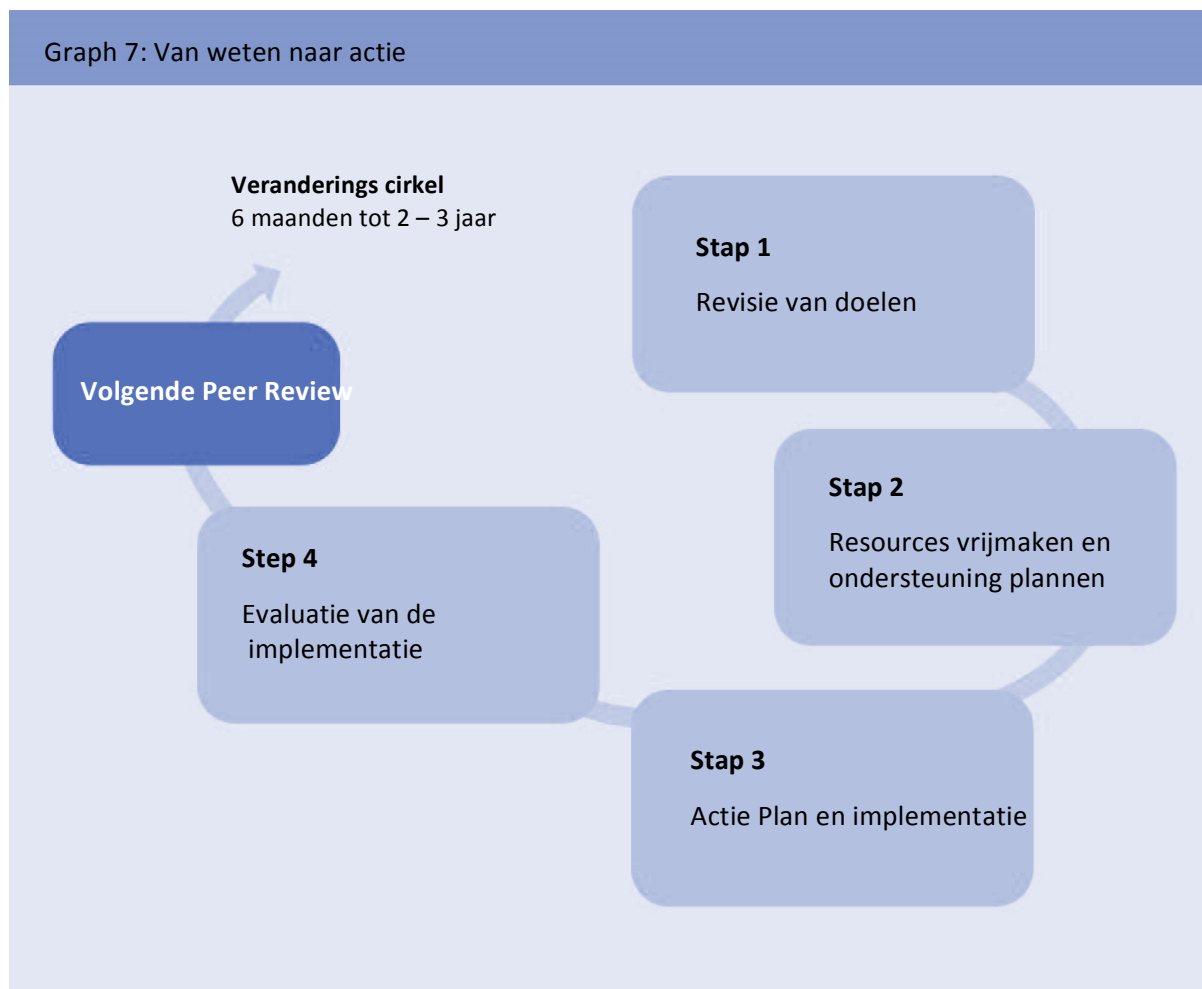 Graph 7: Van weten naar actie
Veranderings cirkel
6 maanden tot 2 – 3 jaar
Stap 1
Revisie van doelen
Volgende Peer Review
Stap 2
Resources vrijmaken en
ondersteuning plannen
Step 4
Evaluatie van de
implementatie
Stap 3
Actie Plan en implementatie